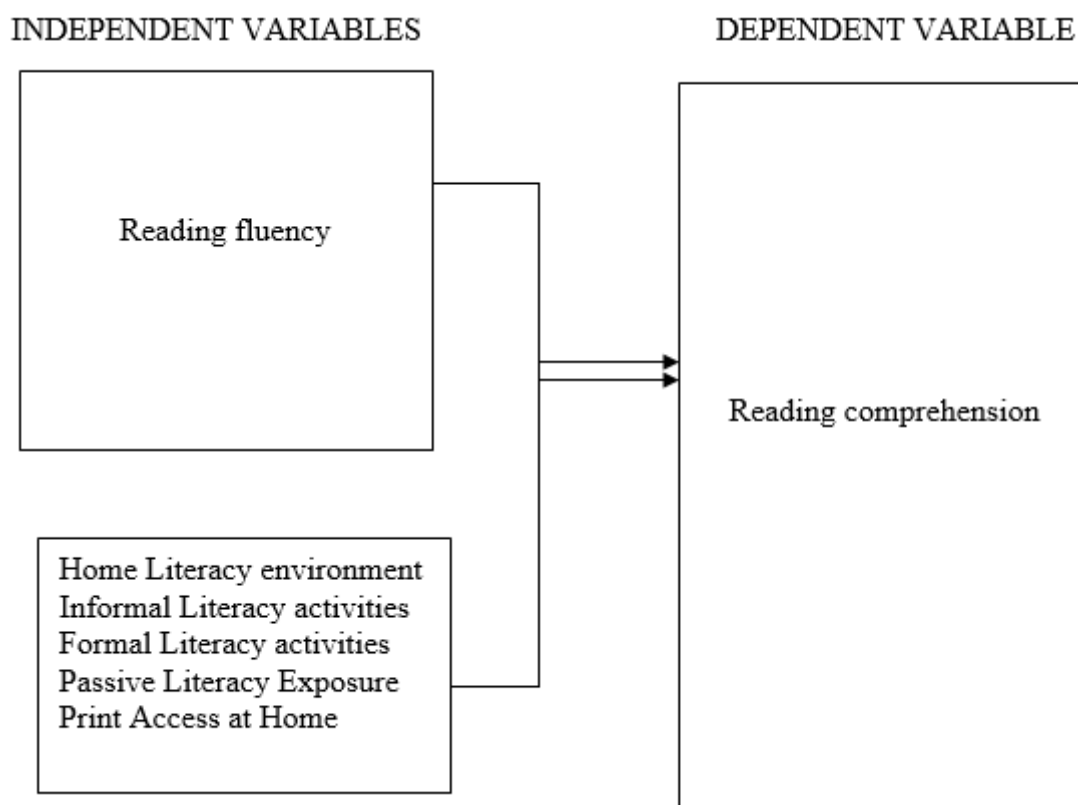 INDEPENDENT VARIABLES
DEPENDENT VARIABLE
Reading fluency
Reading comprehension
Home Literacy environment
Informal Literacy activities
Formal Literacy activities
Passive Literacy Exposure
Print Access at Home